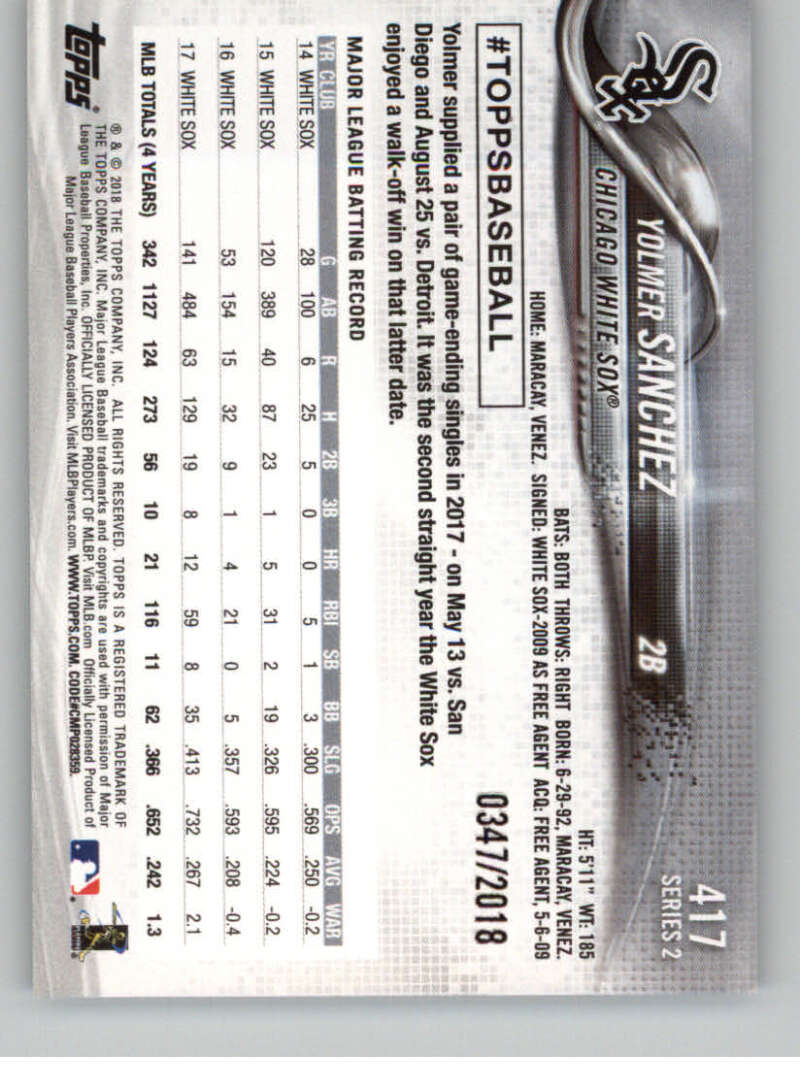 417
SERIES 2
SOX
YOLMER SANCHEZ 2B
CHICAGO WHITE SOX®
HT: 5'11" WT: 185
BATS: BOTH THROWS: RIGHT BORN: 6-29-92, MARACAY, VENEZ.
HOME: MARACAY, VENEZ. SIGNED: WHITE SOX-2009 AS FREE AGENT ACQ: FREE AGENT, 5-6-09
#TOPPSBASEBALL
0347/2018
Yolmer supplied a pair of game-ending singles in 2017 - on May 13 vs. San
Diego and August 25 vs. Detroit. It was the second straight year the White Sox
enjoyed a walk-off win on that latter date.
MAJOR LEAGUE BATTING RECORD
YR CLUB G AB R H 2B 3B HR RBI SB BB SLG OPS AVG WAR
14 WHITE SOX 28 100 6 25 5 0 0 5 1 3 .300 .569 .250 -0.2
15 WHITE SOX 120 389 40 87 23 1 5 31 2 19 .326 .595 .224 -0.2
16 WHITE SOX 53 154 15 32 9 1 4 21 0 5 .357 .593 .208 -0.4
17 WHITE SOX 141 484 63 129 19 8 12 59 8 35 .413 .732 .267 2.1
MLB TOTALS (4 YEARS) 342 1127 124 273 56 10 21 116 11 62 .366 .652 .242 1.3
topps®
® & © 2018 THE TOPPS COMPANY, INC. ALL RIGHTS RESERVED. TOPPS IS A REGISTERED TRADEMARK OF
THE TOPPS COMPANY, INC. Major League Baseball trademarks and copyrights are used with permission of Major
League Baseball Properties, Inc. OFFICIALLY LICENSED PRODUCT OF MLBP. Visit MLB.com Officially Licensed Product of
Major League Baseball Players Association. Visit MLBPlayers.com. WWW.TOPPS.COM. CODE#CMP028359.